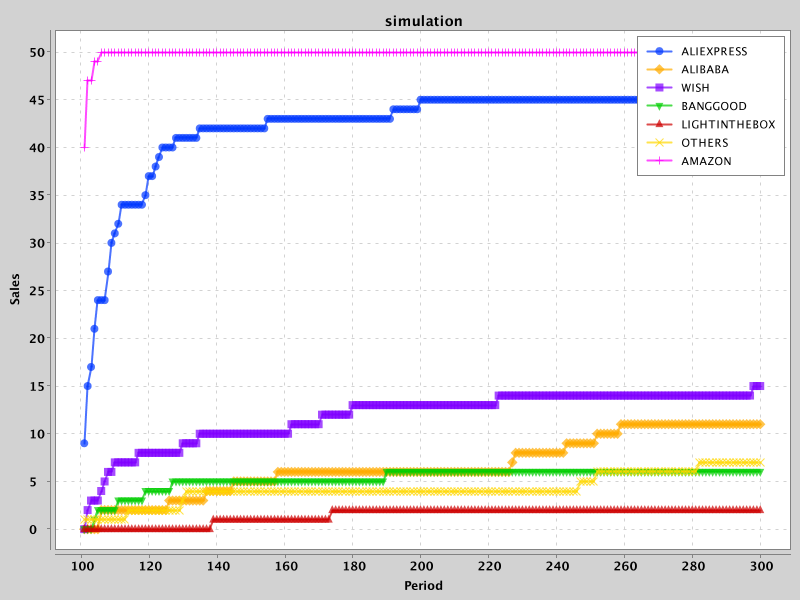 simulation
50
45
40
35
30
25
20
15
10
5
0
Sales
ALIEXPRESS
ALIBABA
WISH
BANGGOOD
LIGHTINTHEBOX
OTHERS
AMAZON
100 120 140 160 180 200 220 240 260 280 300
Period